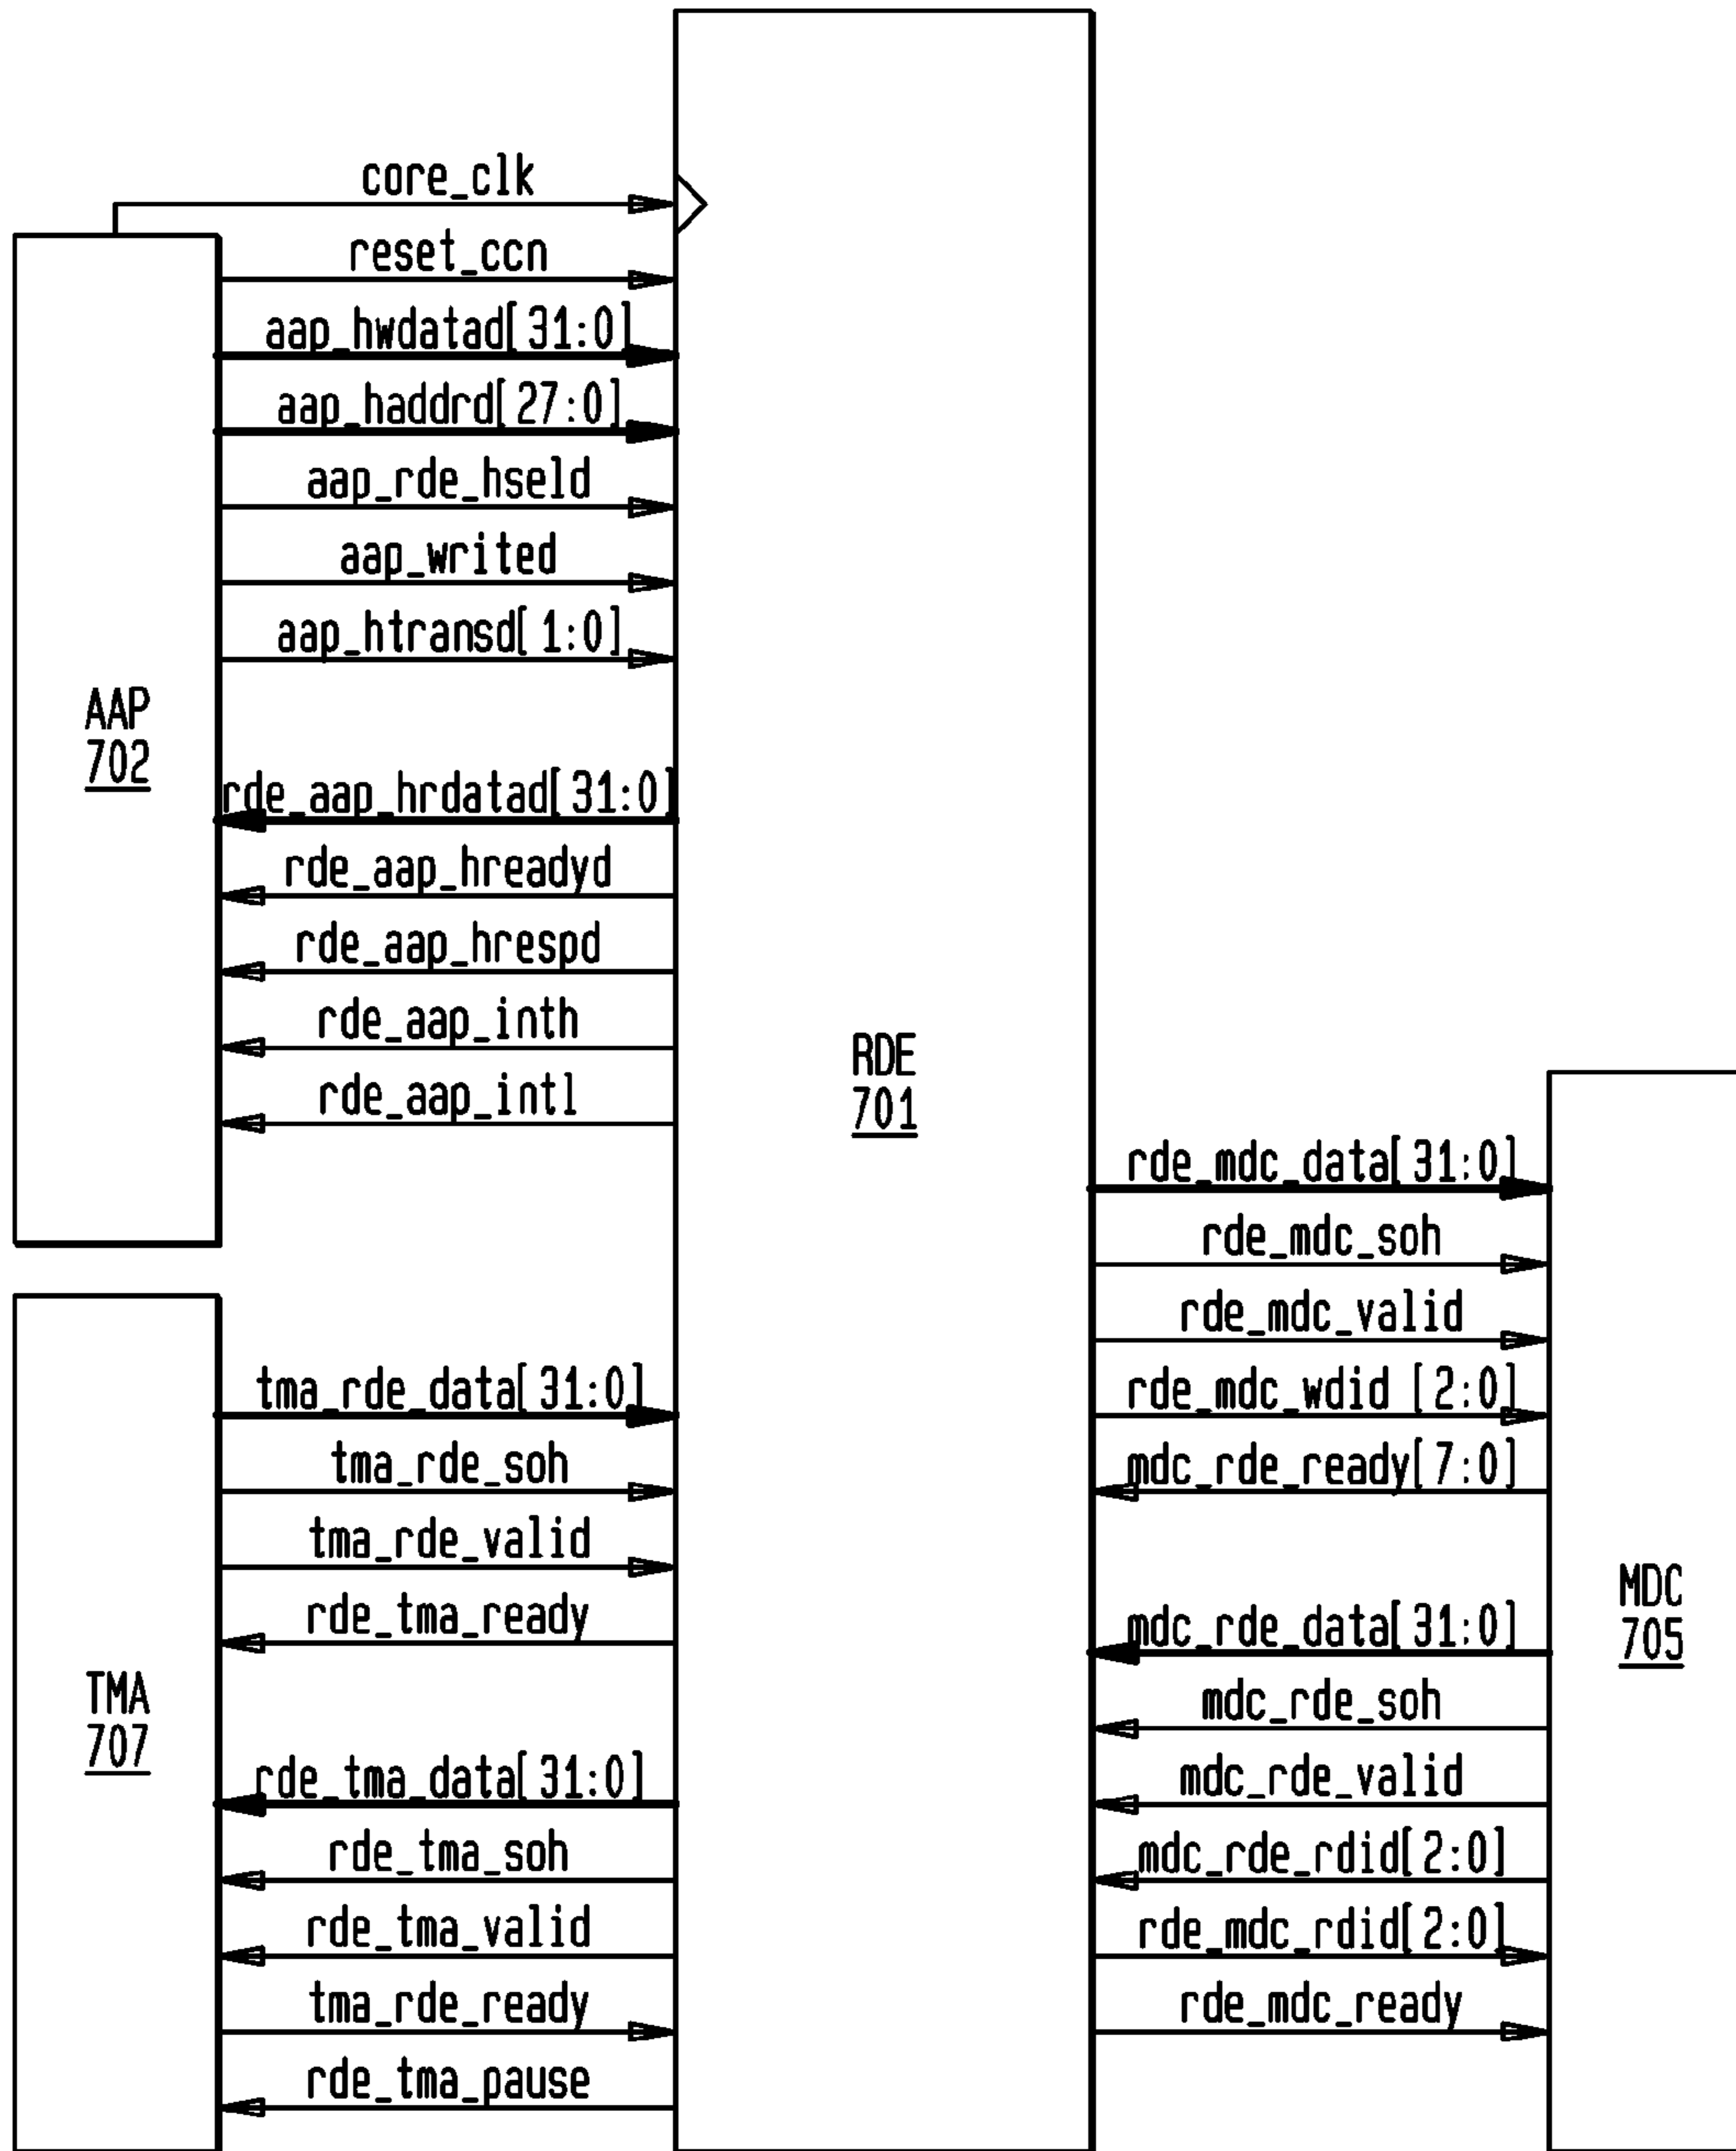 core_clk
reset_ccn
aap_hwdatad[31:0]
aap_haddrd[27:0]
aap_rde_hseld
aap_writed
aap_htransd[1:0]
AAP
702
rde_aap_hrdatad[31:0]
rde_aap_hreadyd
rde_aap_hrespd
rde_aap_inth
rde_aap_intl
RDE
701
rde_mdc_data[31:0]
rde_mdc_soh
rde_mdc_valid
rde_mdc_wdid [2:0]
mdc_rde_ready[7:0]
mdc_rde_data[31:0]
mdc_rde_soh
mdc_rde_valid
mdc_rde_rdid[2:0]
rde_mdc_rdid[2:0]
rde_mdc_ready
MDC
705
tma_rde_data[31:0]
tma_rde_soh
tma_rde_valid
rde_tma_ready
TMA
707
rde_tma_data[31:0]
rde_tma_soh
rde_tma_valid
tma_rde_ready
rde_tma_pause